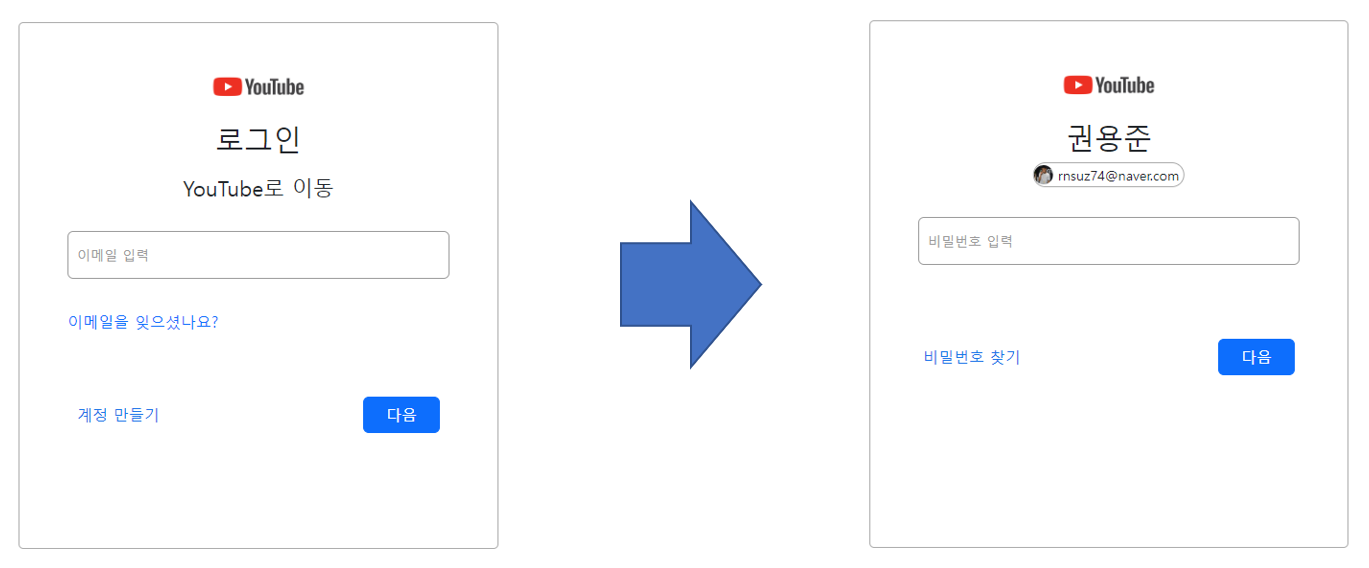 YouTube
로그인
YouTube로 이동
이메일 입력
이메일을 잊으셨나요?
계정 만들기
다음
YouTube
권용준
rnsuz74@naver.com
비밀번호 입력
비밀번호 찾기
다음